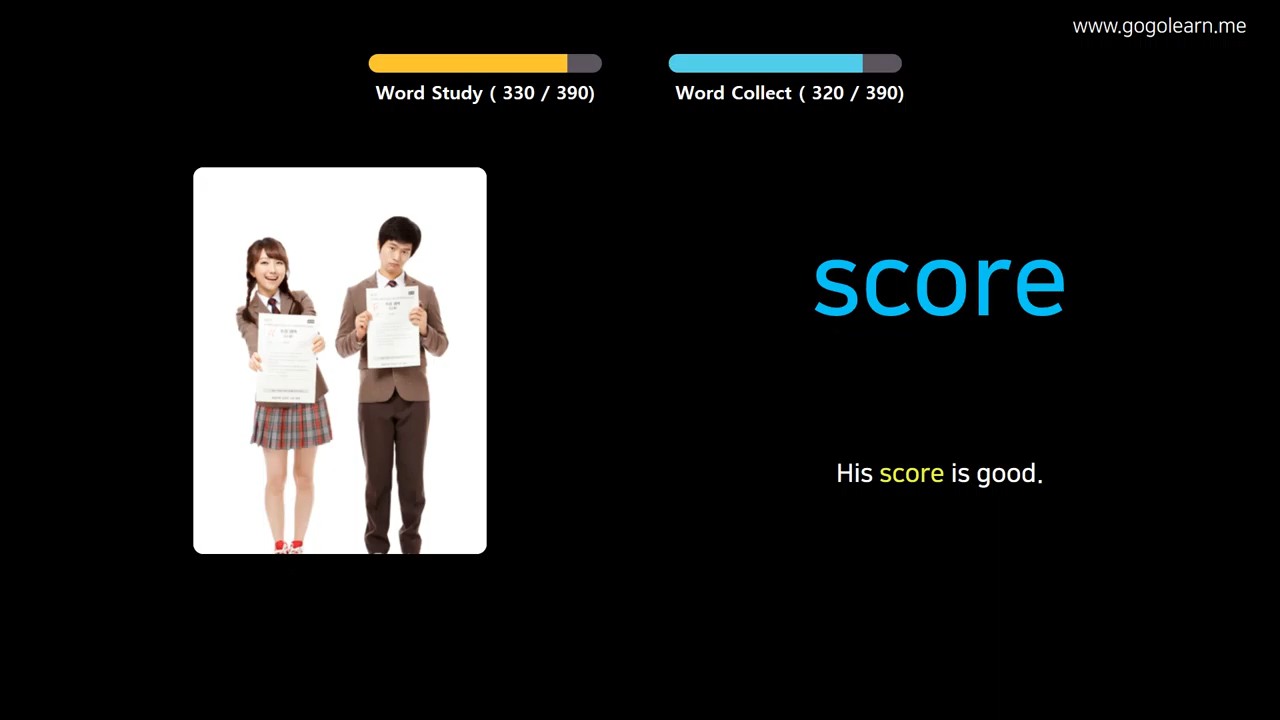 www.gogolearn.me
Word Study ( 330 / 390)
Word Collect ( 320 / 390)
score
His score is good.